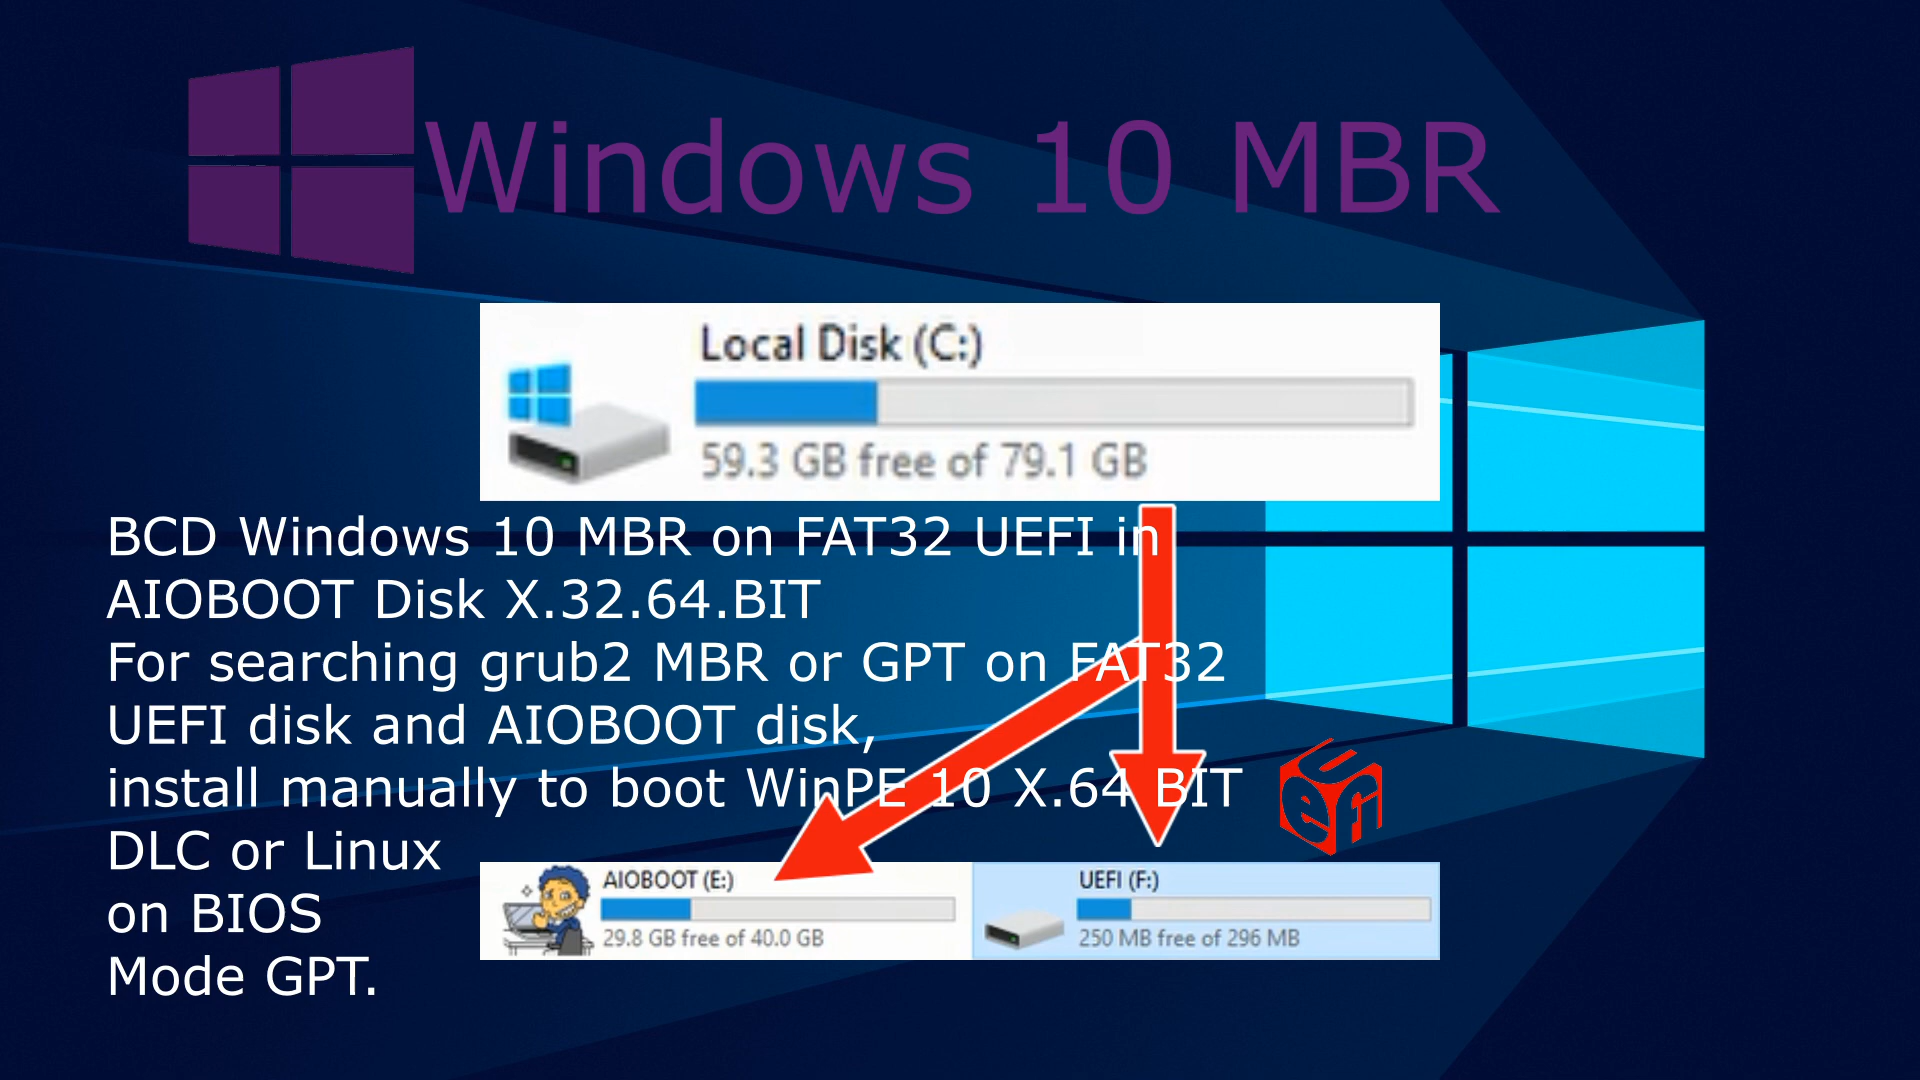 Windows 10 MBR
Local Disk (C:)
59.3 GB free of 79.1 GB
BCD Windows 10 MBR on FAT32 UEFI in
AIOBOOT Disk X.32.64.BIT
For searching grub2 MBR or GPT on FAT32
UEFI disk and AIOBOOT disk,
install manually to boot WinPE 10 X.64 BIT
DLC or Linux
on BIOS
Mode GPT.
UEFI
AIOBOOT (E:)
29.8 GB free of 40.0 GB
UEFI (F:)
250 MB free of 296 MB